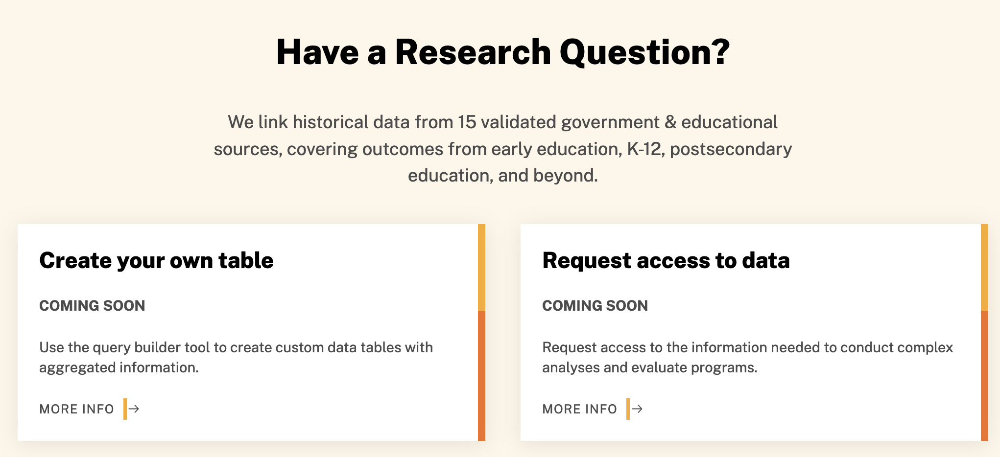 Have a Research Question?
We link historical data from 15 validated government & educational
sources, covering outcomes from early education, K-12, postsecondary
education, and beyond.
Create your own table
COMING SOON
Use the query builder tool to create custom data tables with
aggregated information.
MORE INFO
Request access to data
COMING SOON
Request access to the information needed to conduct complex
analyses and evaluate programs.
MORE INFO